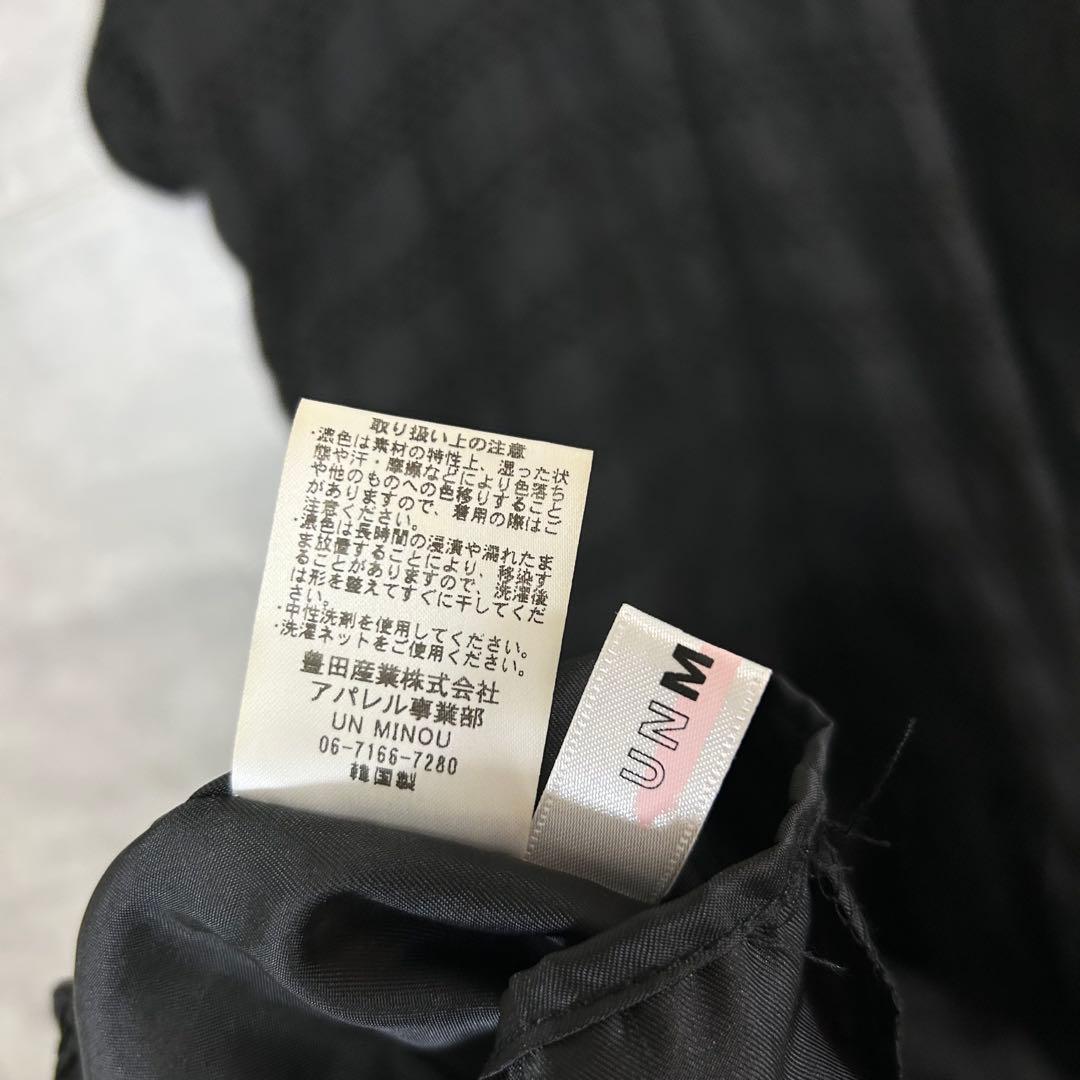 取り扱い上の注意
・濃色は素材の特性上、湿った状
態や汗・摩擦などにより色落ち
や他のものへの色移りすること
がありますので、着用の際はご
注意ください。
・濃色は長時間の浸漬や濡れたま
ま放置することにより、移染す
ることがありますので、洗濯後
は形を整えてすぐに干してくだ
さい。
・中性洗剤を使用してください。
・洗濯ネットをご使用ください。
豊田産業株式会社
アパレル事業部
UN MINOU
06-7166-7280
韓国製
UNM